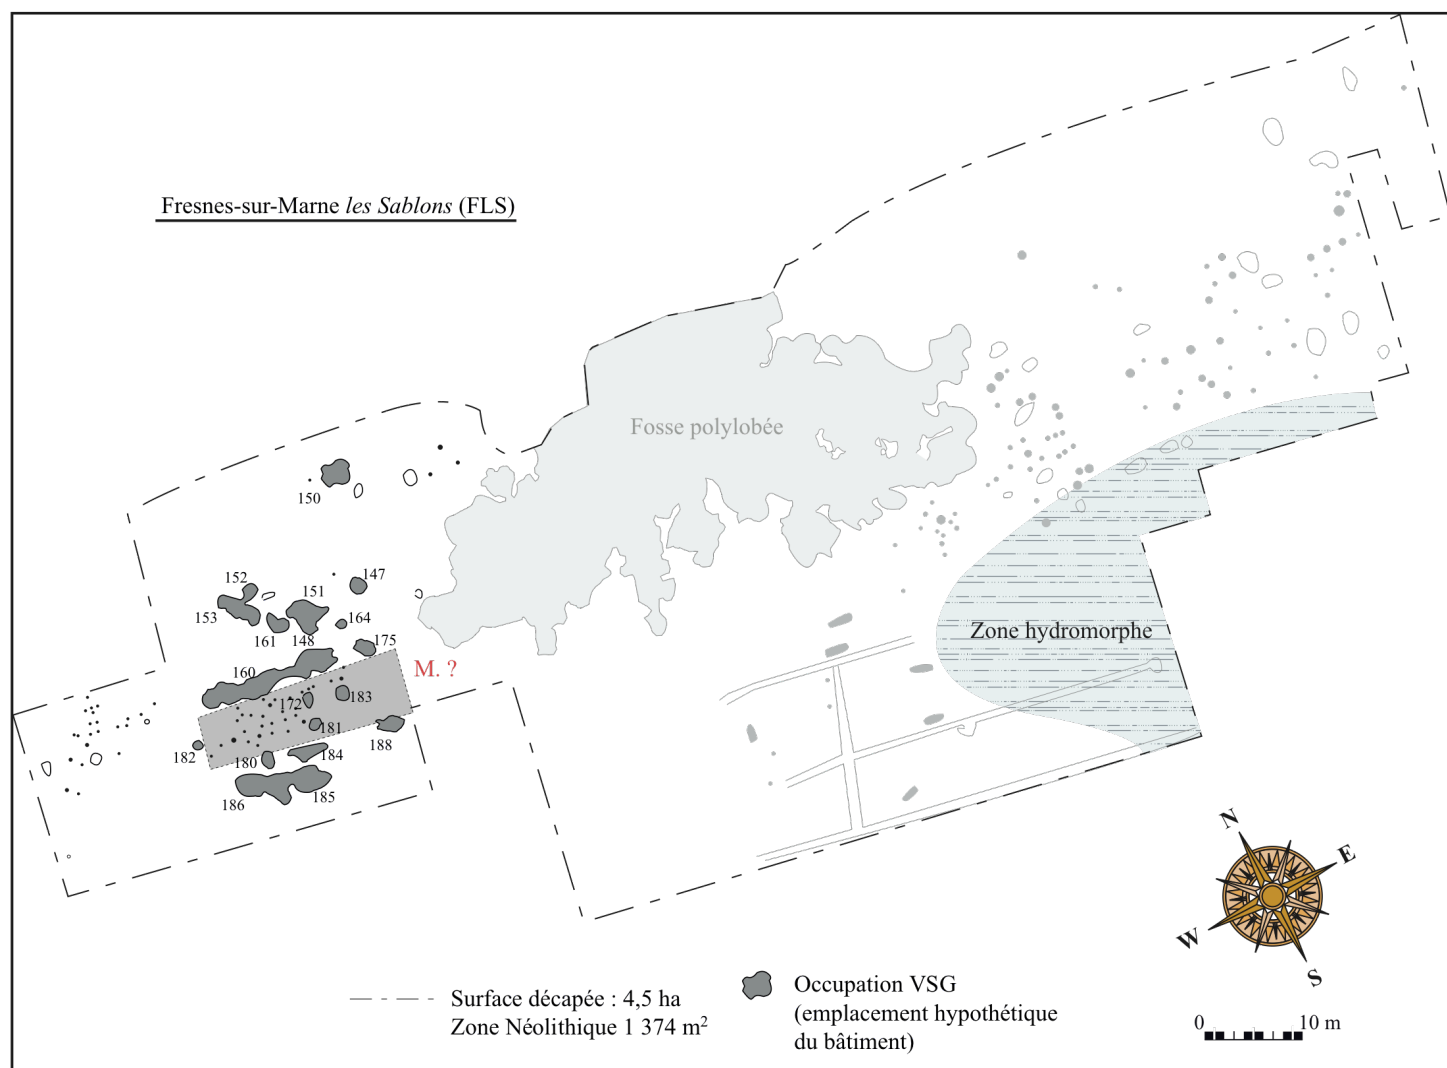 Fresnes-sur-Marne les Sablons (FLS)
Fosse polylobée
150
152
151
147
153
164
161
148
175
160
M. ?
172
183
181
188
182
180
184
186
185
Zone hydromorphe
N
E
W
S
Surface décapée : 4,5 ha
Zone Néolithique 1 374 m²
Occupation VSG
(emplacement hypothétique
du bâtiment)
0 10 m